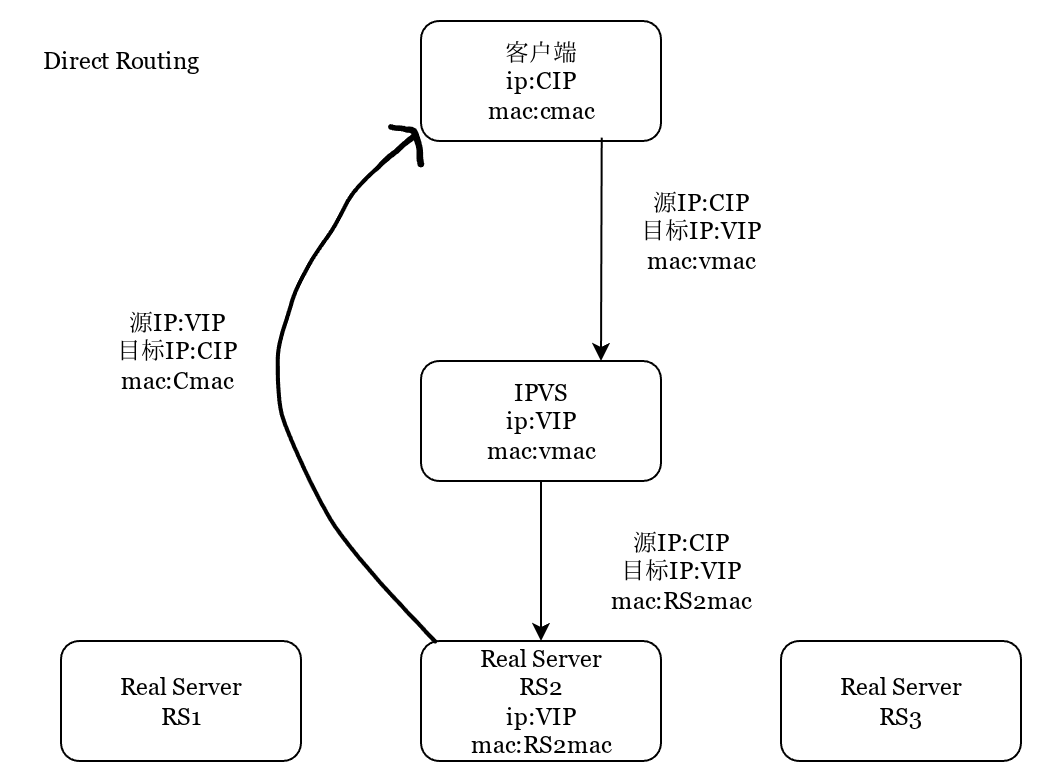 Direct Routing
客户端
ip:CIP
mac:cmac
源IP:CIP
目标IP:VIP
mac:vmac
源IP:VIP
目标IP:CIP
mac:Cmac
IPVS
ip:VIP
mac:vmac
源IP:CIP
目标IP:VIP
mac:RS2mac
Real Server
RS1
Real Server
RS2
ip:VIP
mac:RS2mac
Real Server
RS3